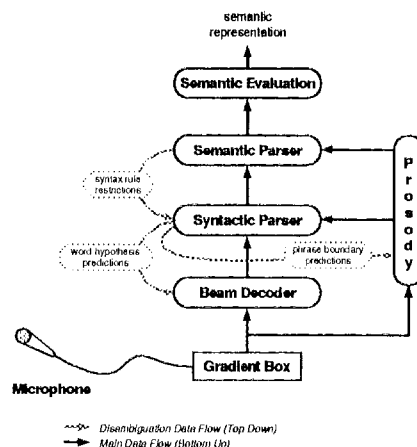 semantic
representation
Semantic Evaluation
Semantic Parser
Prosody
syntax rule
restrictions
Syntactic Parser
word hypothesis
predictions
phrase boundary
predictions
Beam Decoder
Gradient Box
Microphone
Disambiguation Data Flow (Top Down)
Main Data Flow (Bottom Up)